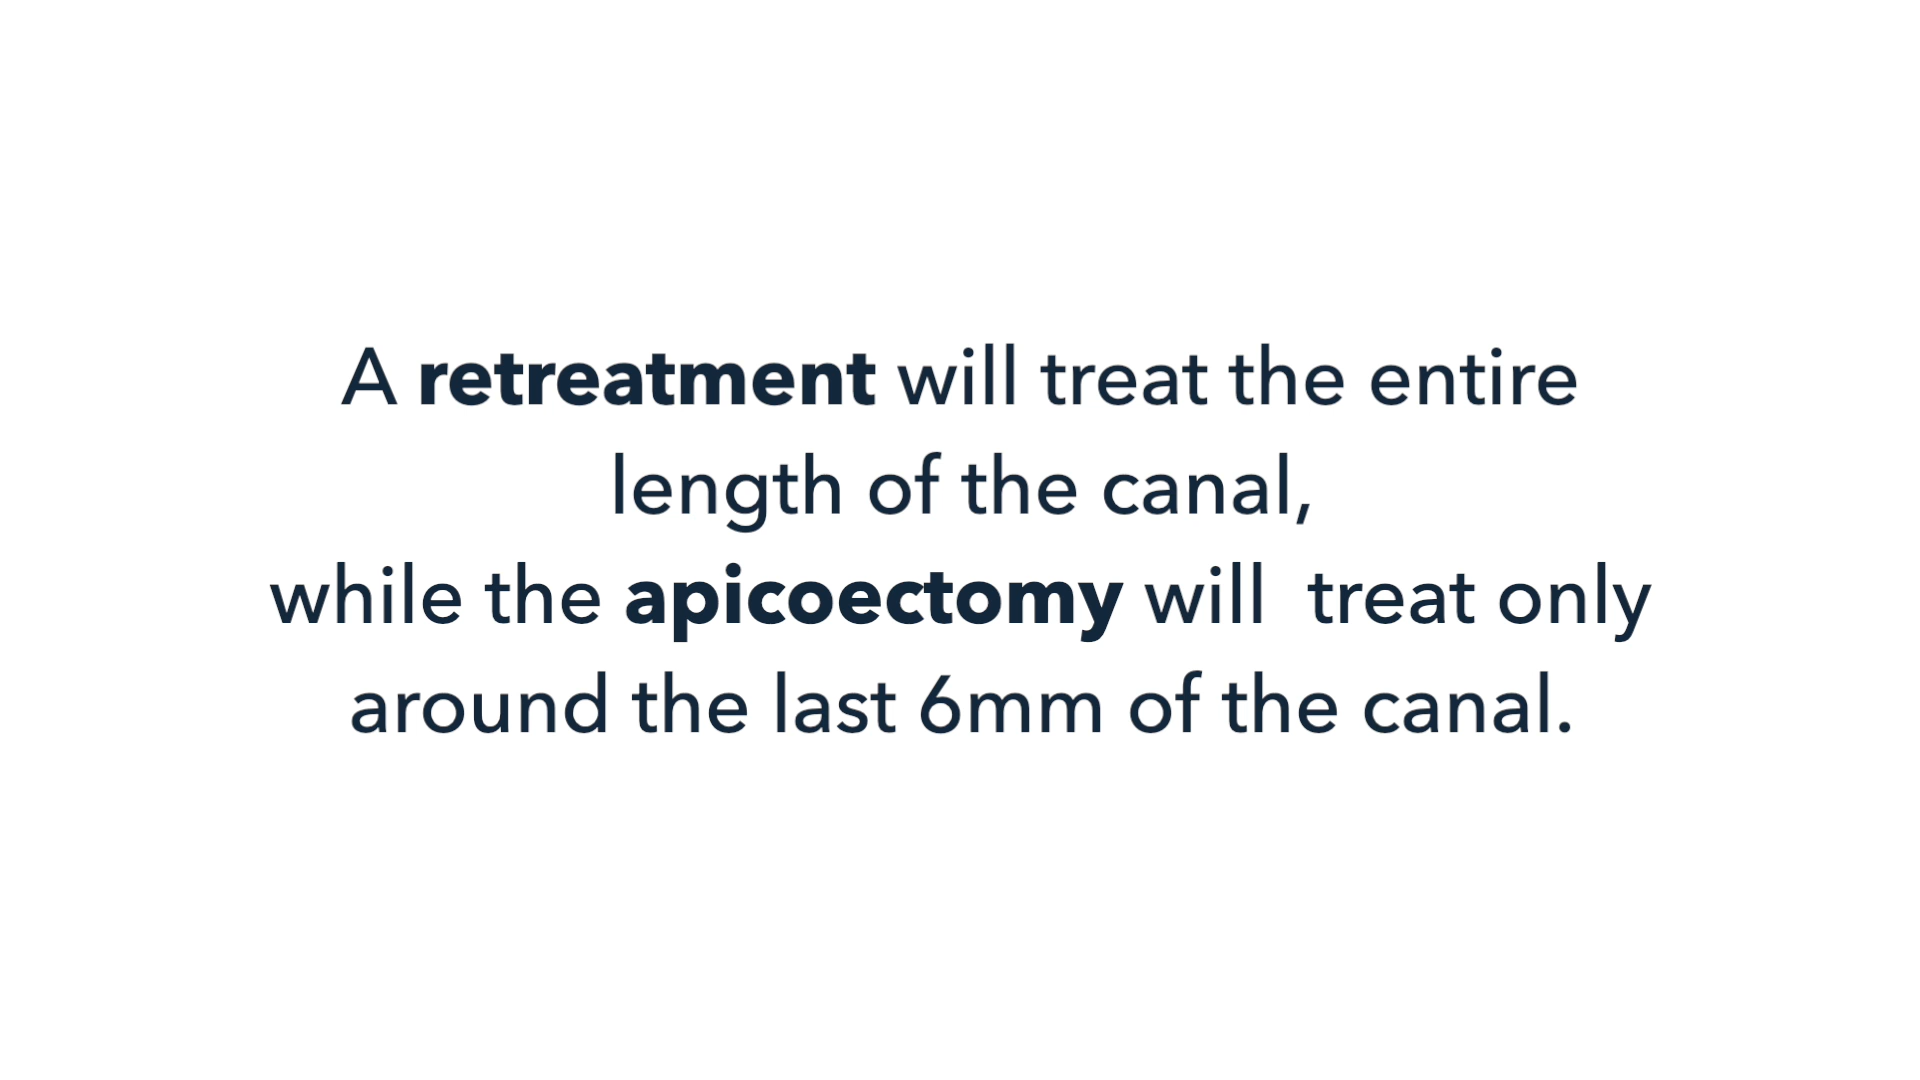 A retreatment will treat the entire
length of the canal,
while the apicoectomy will  treat only
around the last 6mm of the canal.